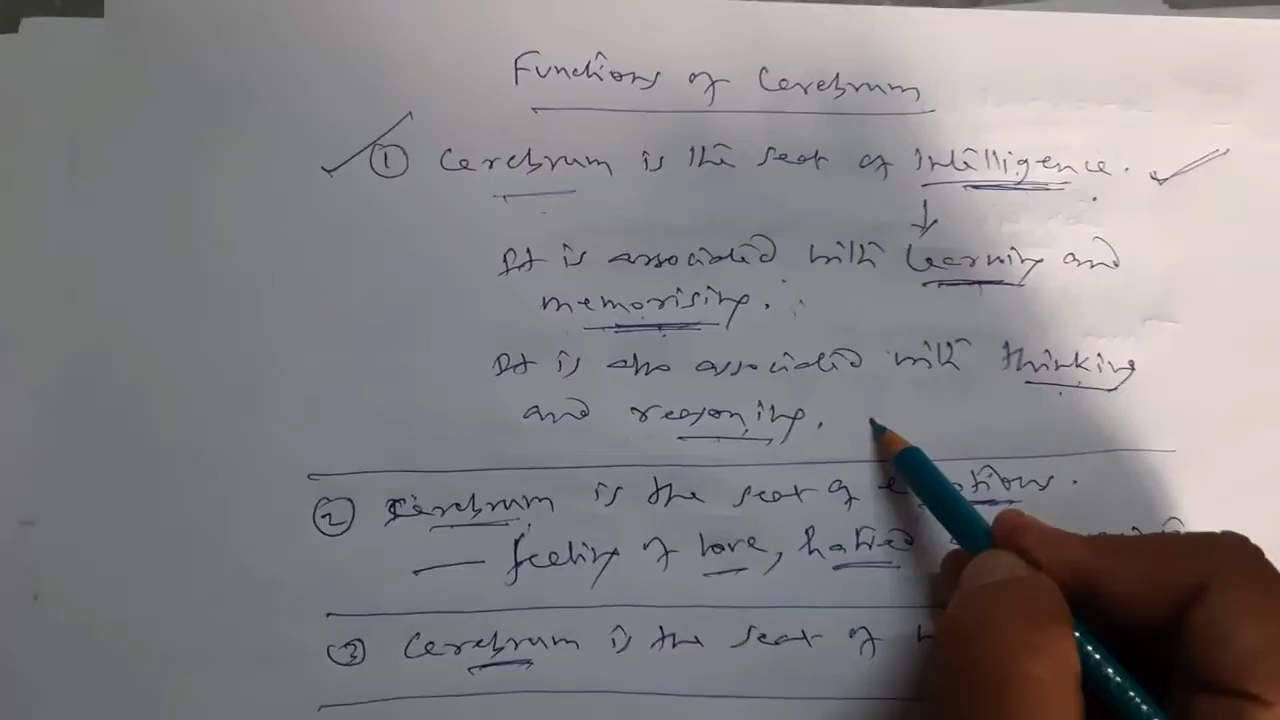 Functions of Cerebrum
① Cerebrum is the seat of Intelligence.
It is associated with learning and
memorising.
It is also associated with thinking
and reasoning.
② Cerebrum is the seat of
— feeling of love, hatred
③ Cerebrum is the seat of